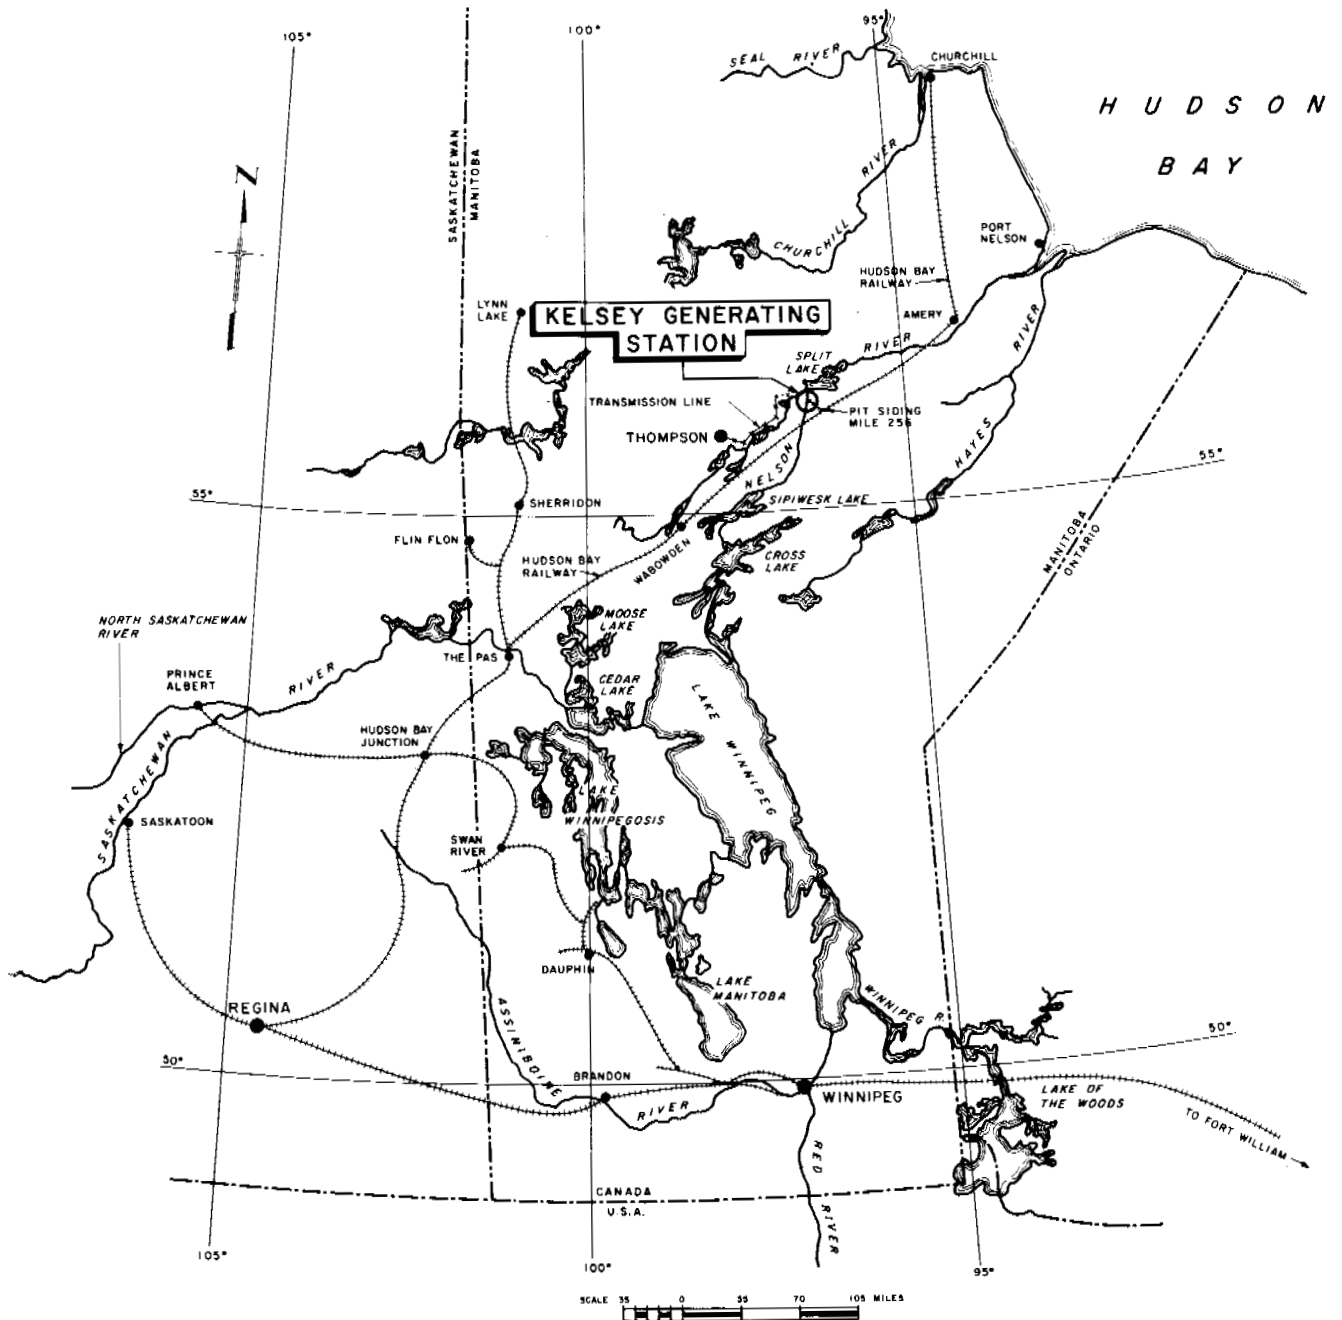 105°
100°
95°
SEAL RIVER
CHURCHILL
HUDSON
BAY
N
SASKATCHEWAN
MANITOBA
CHURCHILL RIVER
PORT
NELSON
HUDSON BAY
RAILWAY
LYNN
LAKE
KELSEY GENERATING
STATION
AMERY
RIVER
RIVER
SPLIT
LAKE
TRANSMISSION LINE
PIT SIDING
MILE 256
THOMPSON
NELSON
HAYES
55°
55°
SIPIWESK LAKE
SHERRIDON
FLIN FLON
HUDSON BAY
RAILWAY
WABOWDEN
CROSS
LAKE
MANITOBA
ONTARIO
NORTH SASKATCHEWAN
RIVER
MOOSE
LAKE
THE PAS
PRINCE
ALBERT
RIVER
CEDAR
LAKE
LAKE WINNIPEG
HUDSON BAY
JUNCTION
SASKATCHEWAN
SASKATOON
LAKE
WINNIPEGOSIS
SWAN
RIVER
DAUPHIN
LAKE
MANITOBA
WINNIPEG R.
REGINA
ASSINIBOINE
50°
50°
BRANDON
RIVER
WINNIPEG
LAKE OF
THE WOODS
TO FORT WILLIAM
RED RIVER
CANADA
U.S.A.
105°
100°
95°
SCALE 35 0 35 70 105 MILES